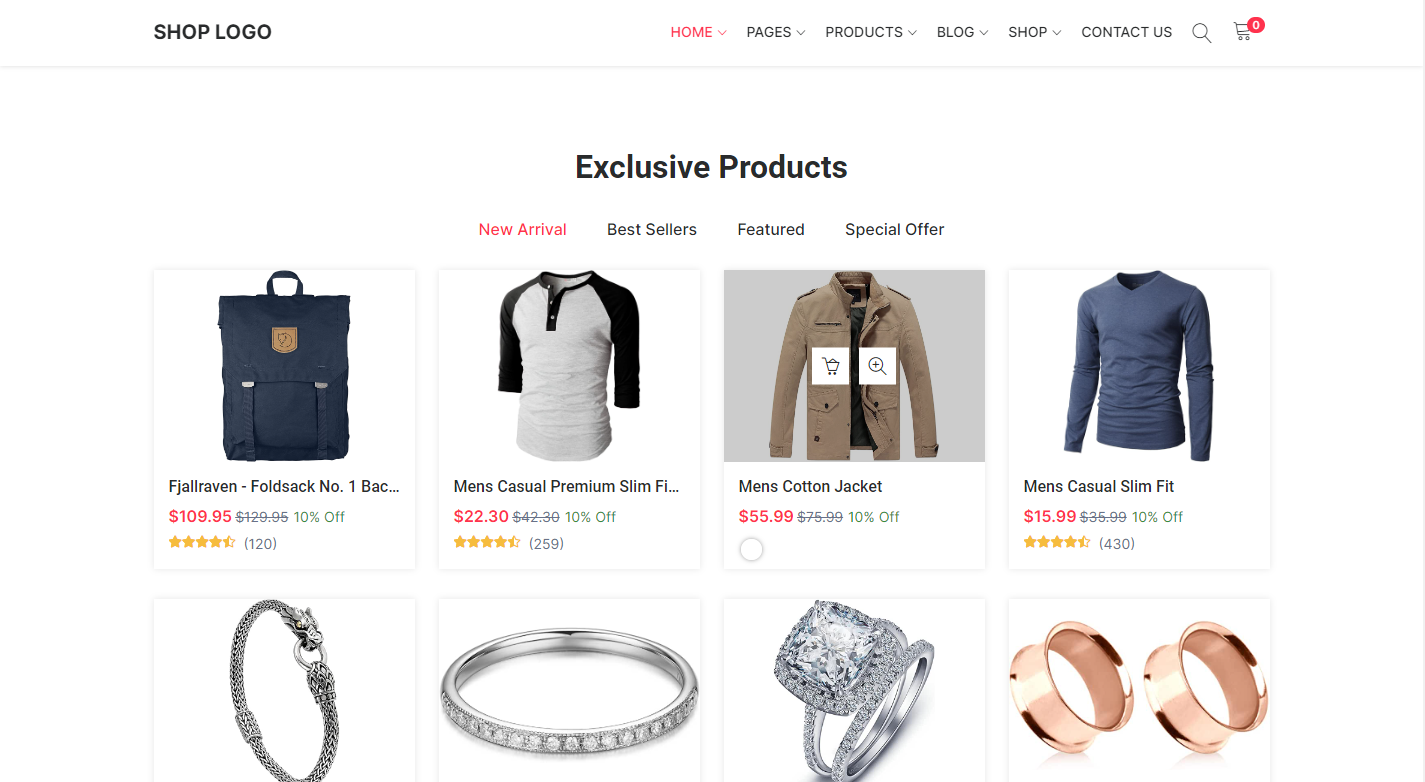 SHOP LOGO
HOME PAGES PRODUCTS BLOG SHOP CONTACT US 0
Exclusive Products
New Arrival Best Sellers Featured Special Offer
Fjallraven - Foldsack No. 1 Bac...
$109.95 $129.95 10% Off
(120)
Mens Casual Premium Slim Fi...
$22.30 $42.30 10% Off
(259)
Mens Cotton Jacket
$55.99 $75.99 10% Off
Mens Casual Slim Fit
$15.99 $35.99 10% Off
(430)